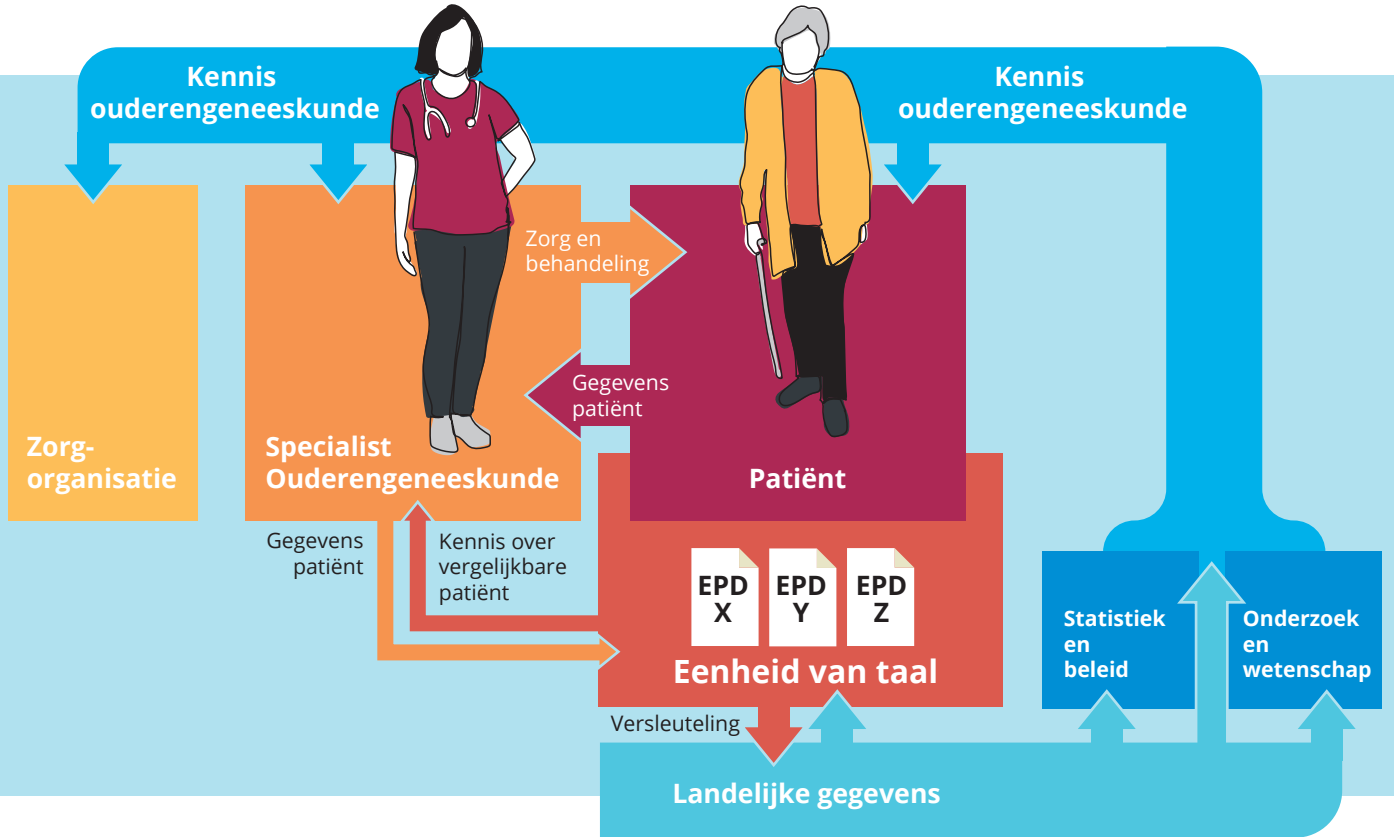 Kennis
ouderengeneeskunde
Kennis
ouderengeneeskunde
Zorg en
behandeling
Gegevens
patiënt
Zorg-
organisatie
Specialist
Ouderengeneeskunde
Patiënt
Gegevens
patiënt
Kennis over
vergelijkbare
patiënt
EPD
X
EPD
Y
EPD
Z
Eenheid van taal
Statistiek
en
beleid
Onderzoek
en
wetenschap
Versleuteling
Landelijke gegevens